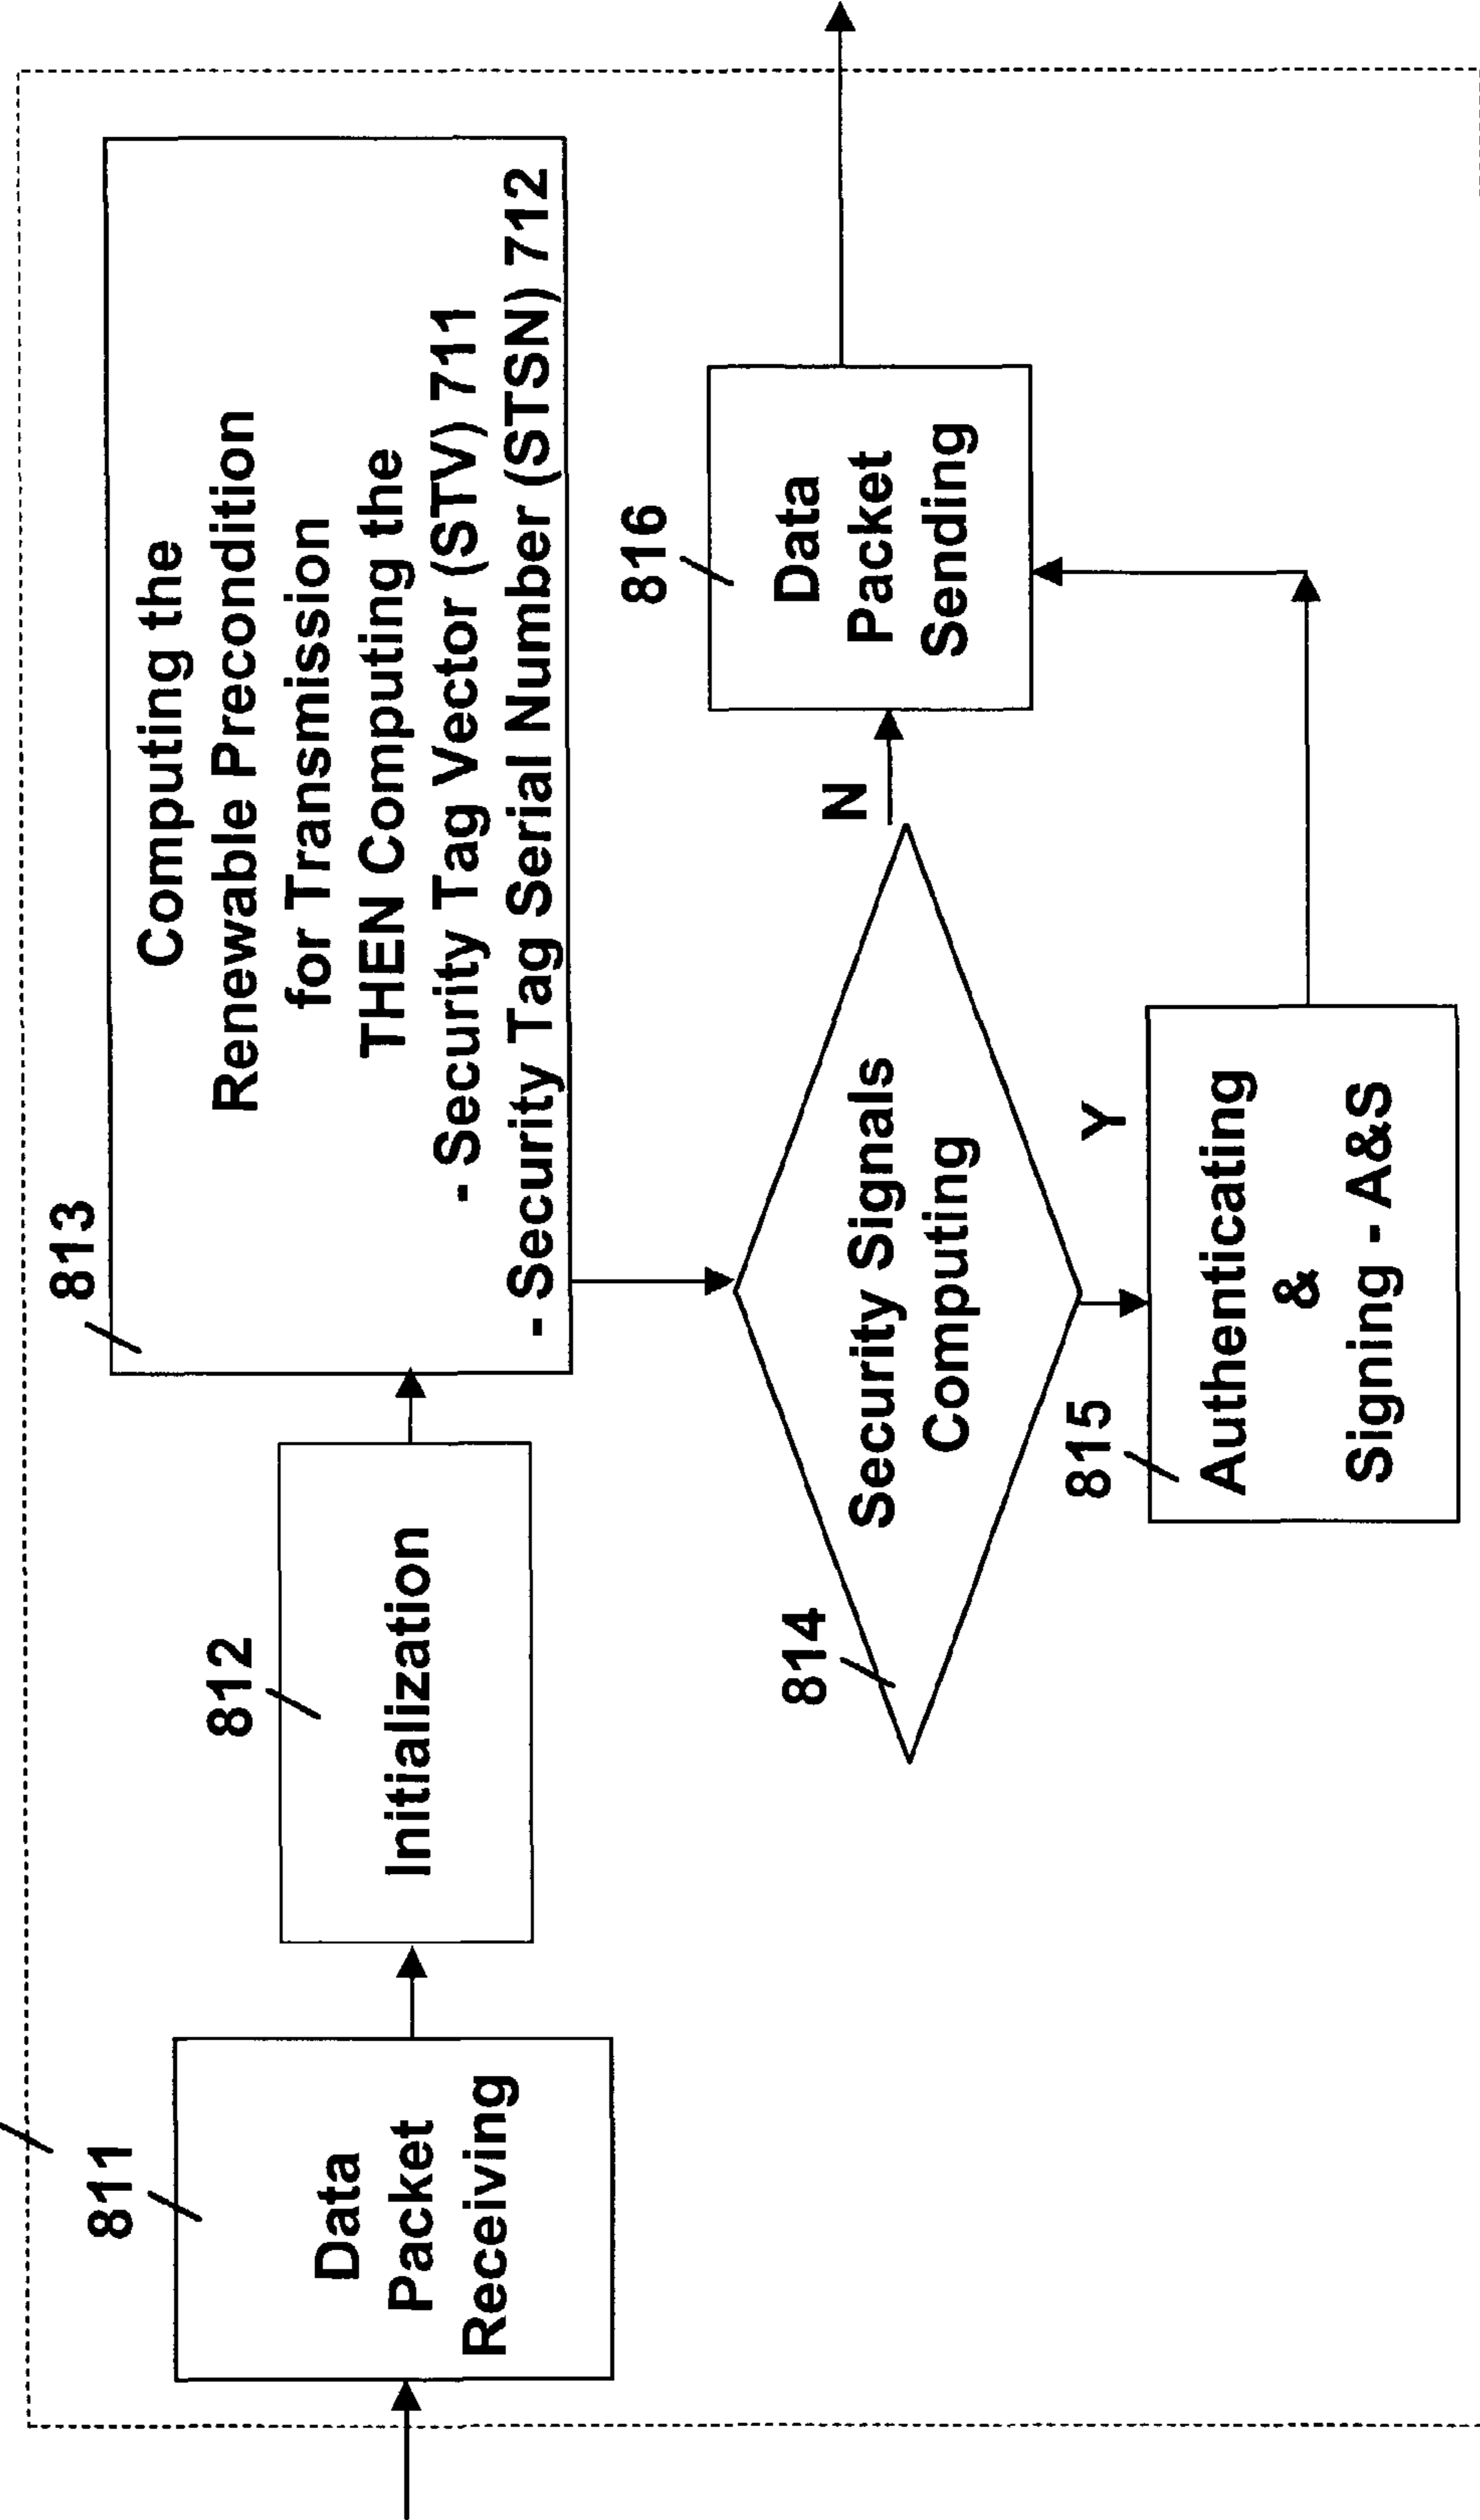 811
Data
Packet
Receiving
812
Initialization
813
Computing the
Renewable Precondition
for Transmission
THEN Computing the
- Security Tag Vector (STV) 711
- Security Tag Serial Number (STSN) 712
814
Security Signals
Computing
N
Y
815
Authenticating
&
Signing - A&S
816
Data
Packet
Sending